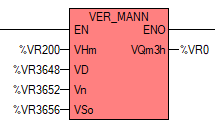 VER_MANN
EN ENO
%VR200 VHm VQm3h %VR0
%VR3648 VD
%VR3652 Vn
%VR3656 VSo